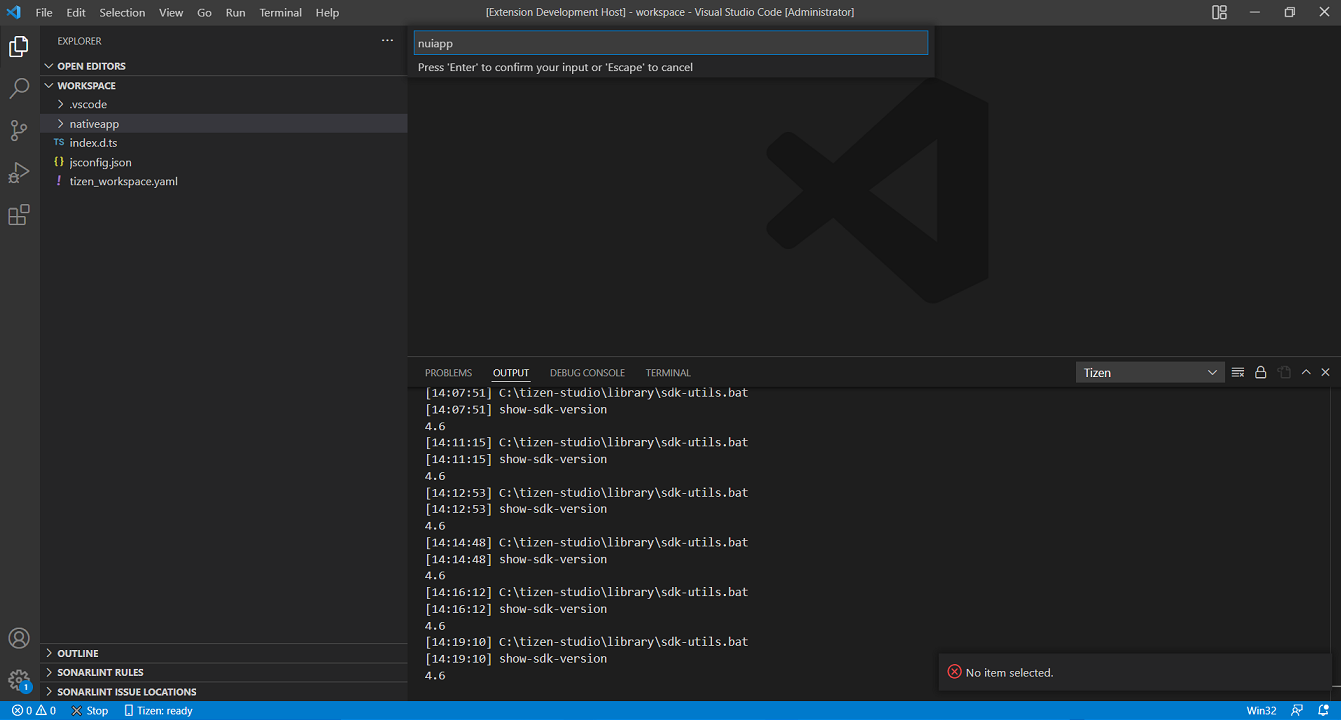 File Edit Selection View Go Run Terminal Help
[Extension Development Host] - workspace - Visual Studio Code [Administrator]
EXPLORER
OPEN EDITORS
WORKSPACE
.vscode
nativeapp
TS index.d.ts
{} jsconfig.json
! tizen_workspace.yaml
OUTLINE
SONARLINT RULES
SONARLINT ISSUE LOCATIONS
nuiapp
Press 'Enter' to confirm your input or 'Escape' to cancel
PROBLEMS OUTPUT DEBUG CONSOLE TERMINAL
Tizen
[14:07:51] C:\tizen-studio\library\sdk-utils.bat
[14:07:51] show-sdk-version
4.6
[14:11:15] C:\tizen-studio\library\sdk-utils.bat
[14:11:15] show-sdk-version
4.6
[14:12:53] C:\tizen-studio\library\sdk-utils.bat
[14:12:53] show-sdk-version
4.6
[14:14:48] C:\tizen-studio\library\sdk-utils.bat
[14:14:48] show-sdk-version
4.6
[14:16:12] C:\tizen-studio\library\sdk-utils.bat
[14:16:12] show-sdk-version
4.6
[14:19:10] C:\tizen-studio\library\sdk-utils.bat
[14:19:10] show-sdk-version
4.6
No item selected.
1
0 0 Stop Tizen: ready
Win32